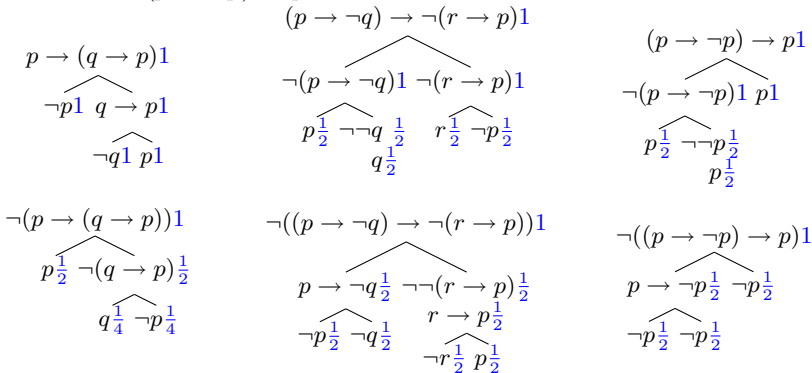 (p → ¬q) → ¬(r → p)1
p → (q → p)1
(p → ¬p) → p1
¬(p → ¬q)1 ¬(r → p)1
¬p1 q → p1
¬(p → ¬p)1 p1
p½ ¬¬q ½ r½ ¬p½
¬q1 p1
q½
p½ ¬¬p½
p½
¬(p → (q → p))1
¬((p → ¬q) → ¬(r → p))1
¬((p → ¬p) → p)1
p½ ¬(q → p)½
p → ¬q½ ¬¬(r → p)½
r → p½
p → ¬p½ ¬p½
q¼ ¬p¼
¬p½ ¬q½
¬r½ p½
¬p½ ¬p½